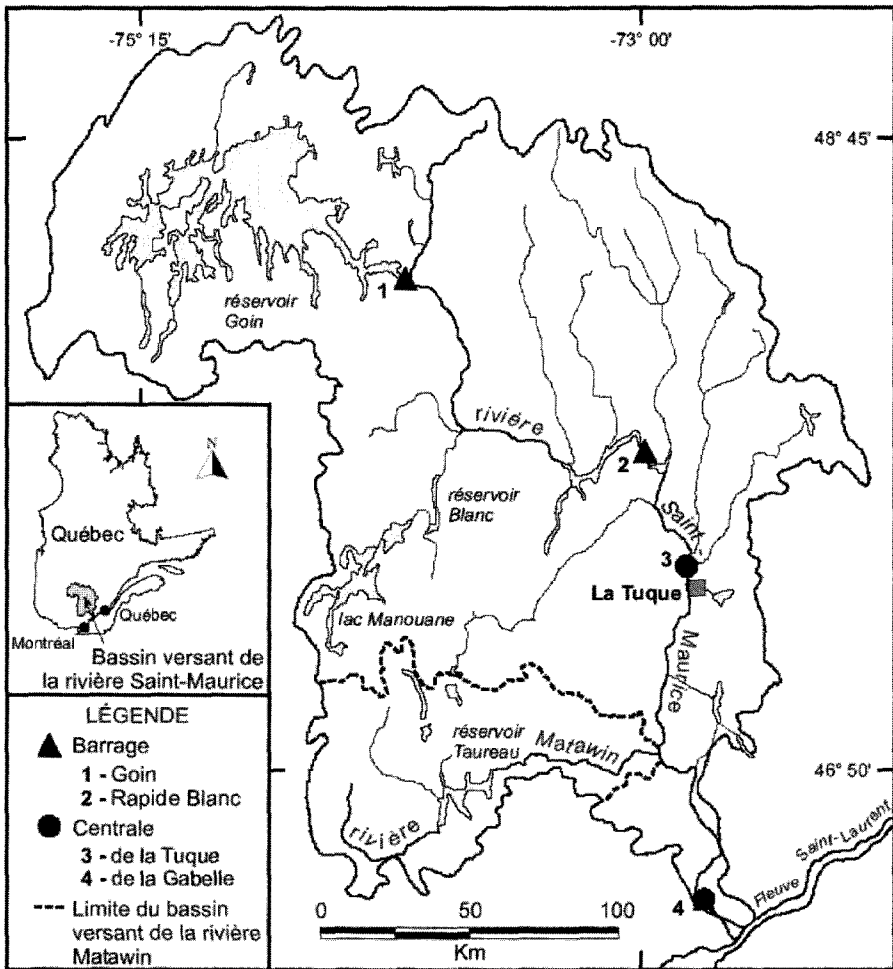 -75° 15'
-73° 00'
48° 45'
réservoir
Goin
1
rivière
2
réservoir
Blanc
Saint-
3
La Tuque
lac Manouane
Maurice
réservoir
Taureau
Matawin
rivière
46° 50'
Fleuve Saint-Laurent
4
0 50 100
Km
N
Québec
Québec
Montréal
Bassin versant de
la rivière Saint-Maurice
LÉGENDE
Barrage
1 - Goin
2 - Rapide Blanc
Centrale
3 - de la Tuque
4 - de la Gabelle
Limite du bassin
versant de la rivière
Matawin